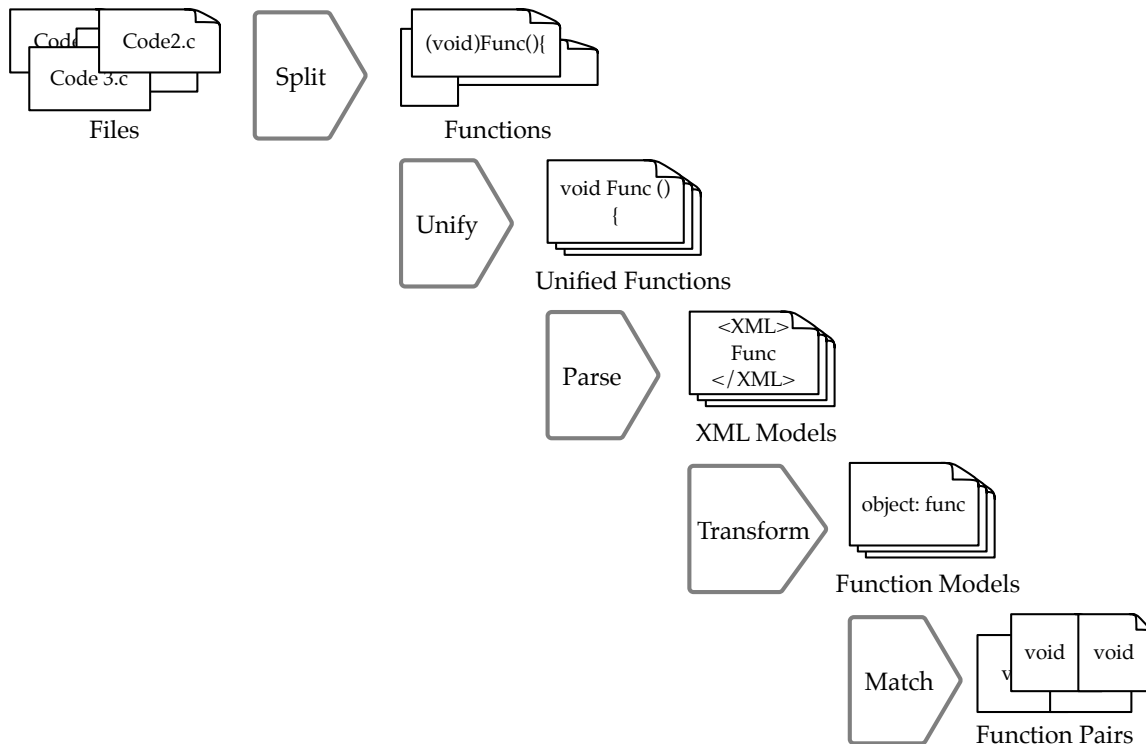 Code
Code2.c
Code 3.c
Files
Split
(void)Func(){
Functions
Unify
void Func ()
{
Unified Functions
Parse
<XML>
Func
</XML>
XML Models
Transform
object: func
Function Models
Match
void
void
Function Pairs